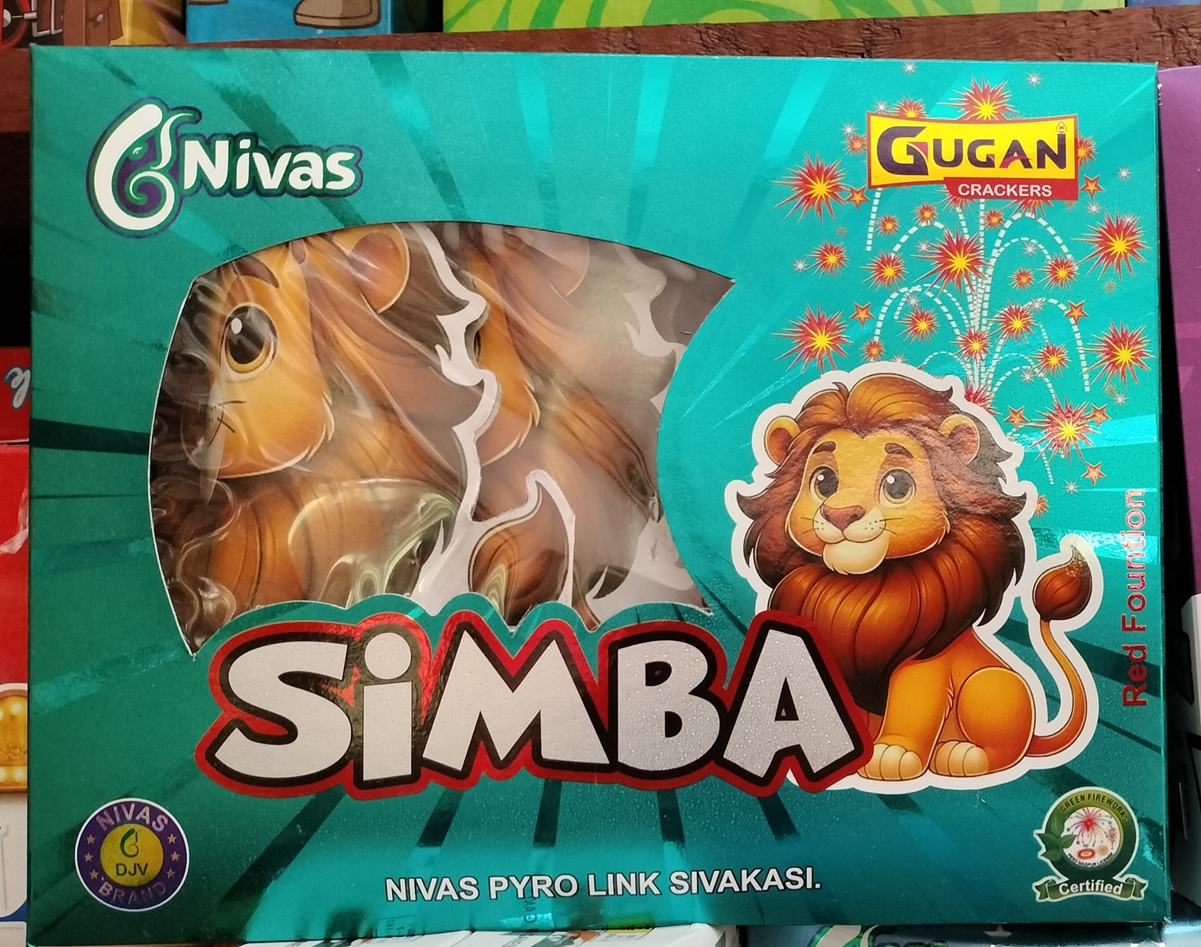 Nivas
GUGAN
CRACKERS
SiMBA
Red Fountion
NIVAS
DJV
BRAND
NIVAS PYRO LINK SIVAKASI.
GREEN FIREWORKS
Certified